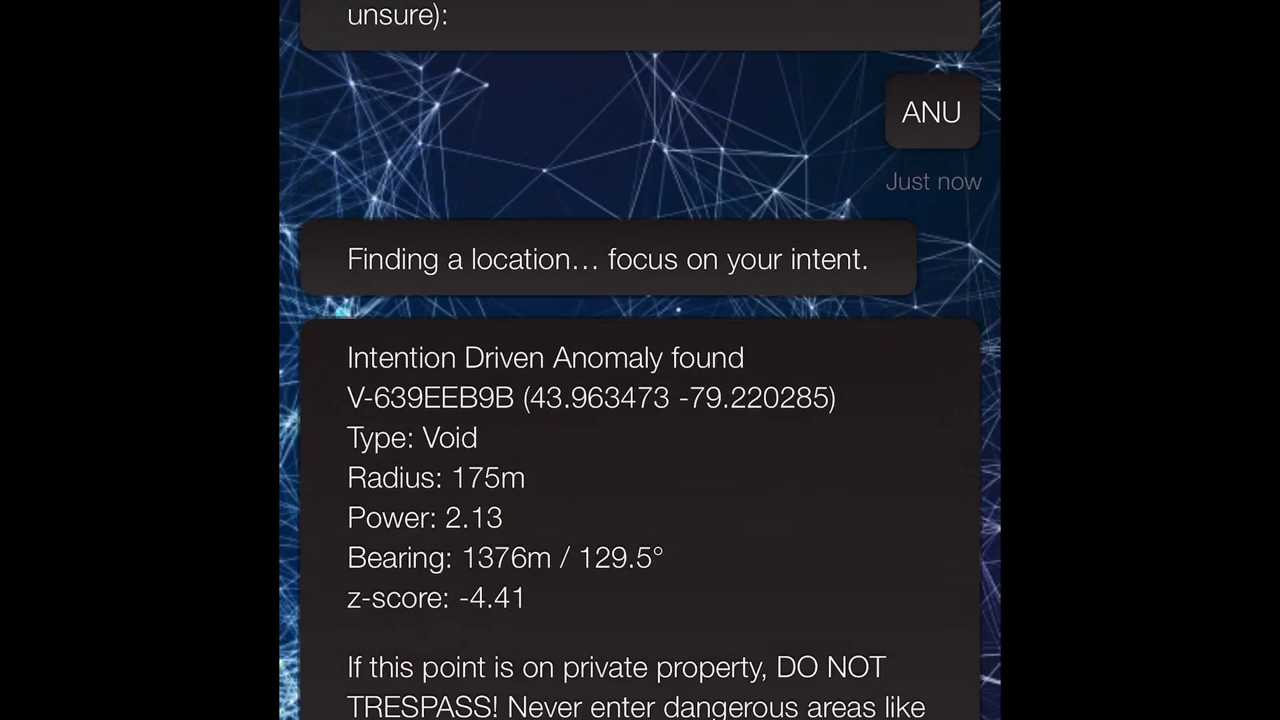 unsure):
ANU
Just now
Finding a location... focus on your intent.
Intention Driven Anomaly found
V-639EEB9B (43.963473 -79.220285)
Type: Void
Radius: 175m
Power: 2.13
Bearing: 1376m / 129.5°
z-score: -4.41
If this point is on private property, DO NOT
TRESPASS! Never enter dangerous areas like